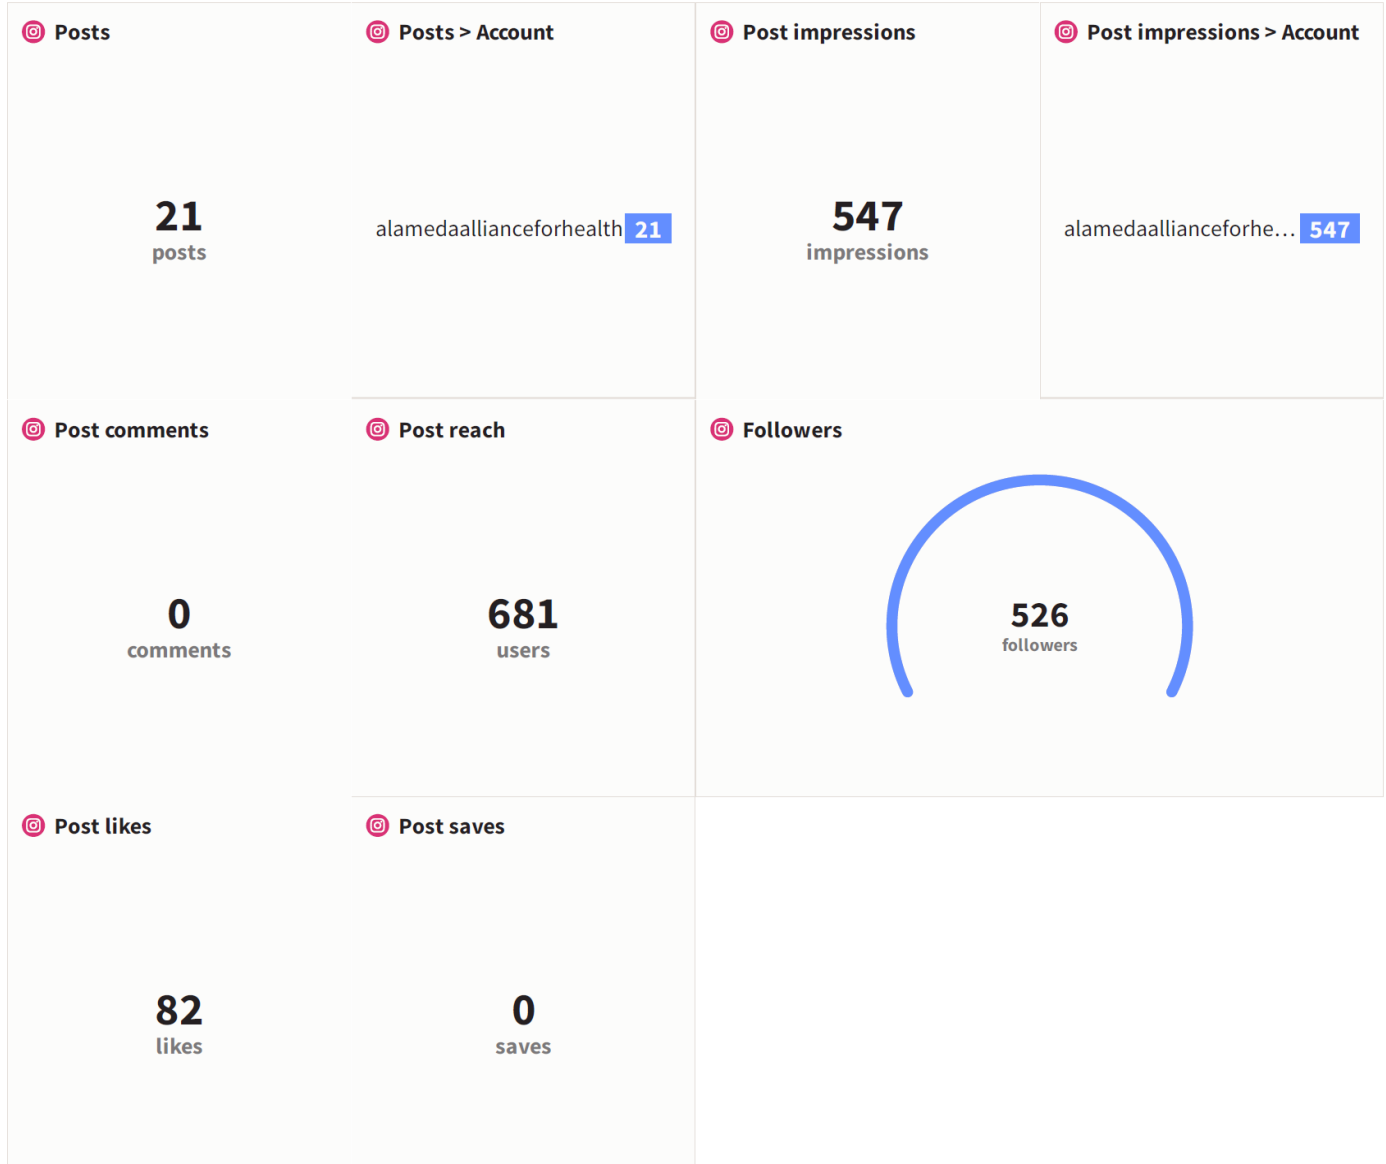 Posts
Posts > Account
Post impressions
Post impressions > Account
21
posts
alamedaallianceforhealth 21
547
impressions
alamedaallianceforhe... 547
Post comments
Post reach
Followers
0
comments
681
users
526
followers
Post likes
Post saves
82
likes
0
saves